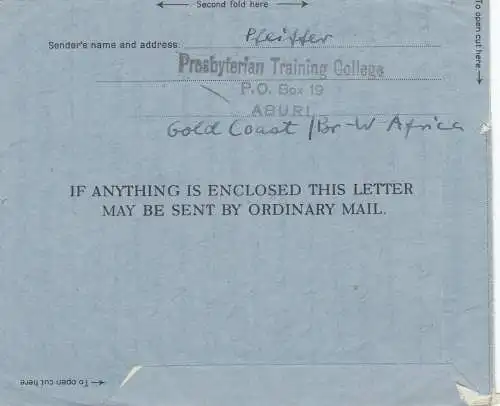 Second fold here
To open cut here
Sender's name and address: Pfeiffer
Presbyterian Training College
P.O. Box 19
ABURI
Gold Coast / Br-W Africa
IF ANYTHING IS ENCLOSED THIS LETTER
MAY BE SENT BY ORDINARY MAIL.
To open cut here